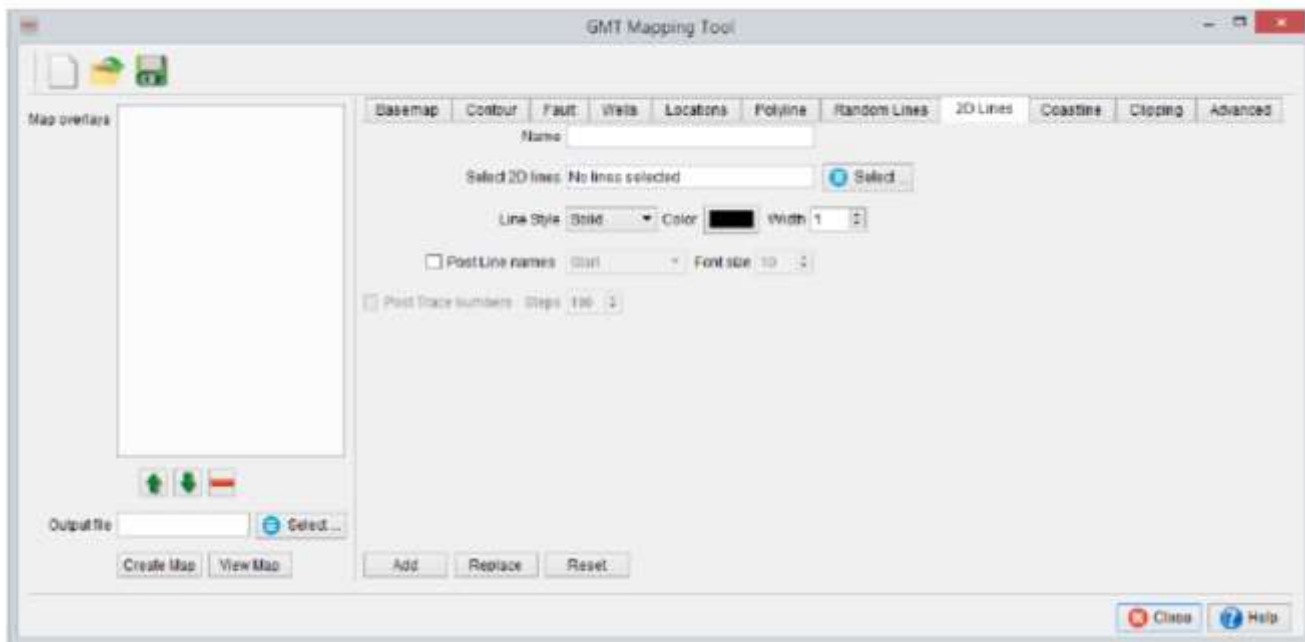 GMT Mapping Tool
Map overlays
Basemap Contour Fault Wells Locations Polyline Random Lines 2D Lines Coastline Clipping Advanced
Name
Select 2D lines No lines selected Select ...
Line Style Solid Color Width 1
Post Line names Start Font size 10
Post Trace numbers Steps 100
Output file Select ...
Create Map View Map Add Replace Reset
Close Help